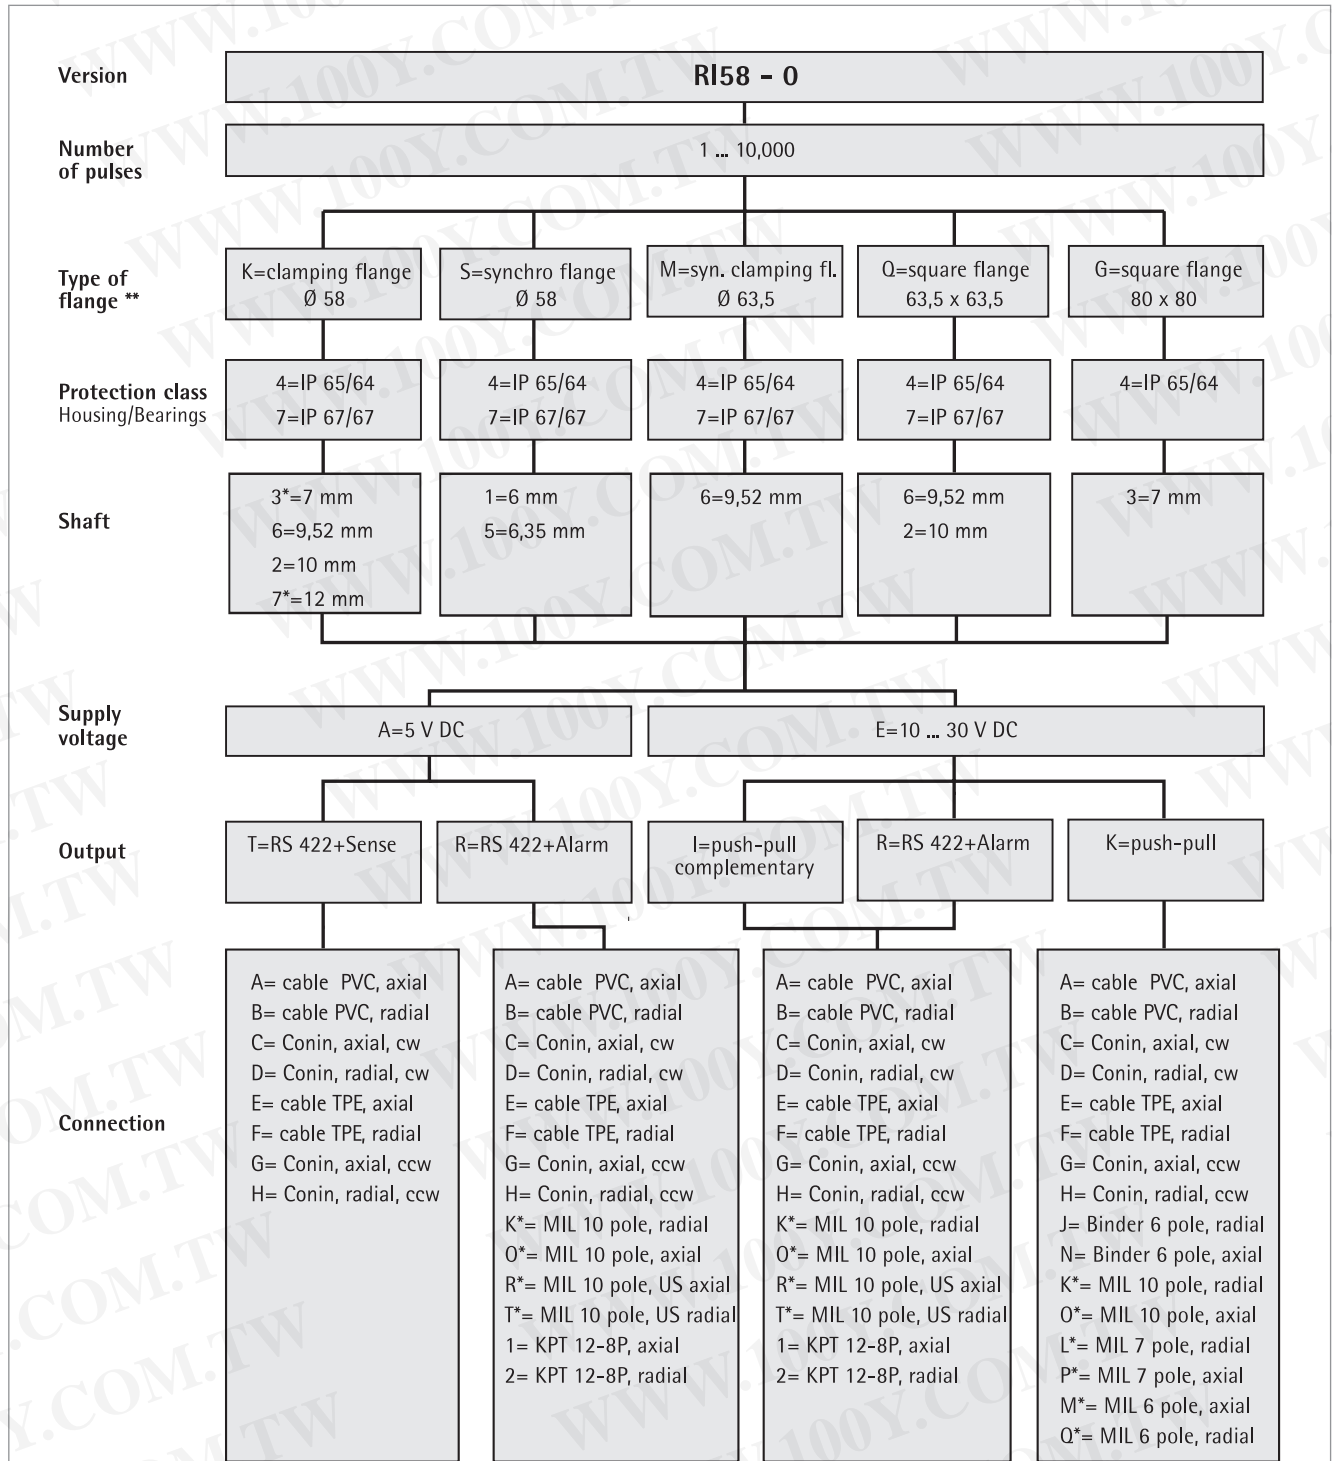 Version
RI58 - O
Number
of pulses
1 ... 10,000
Type of
flange **
K=clamping flange
Ø 58
S=synchro flange
Ø 58
M=syn. clamping fl.
Ø 63,5
Q=square flange
63,5 x 63,5
G=square flange
80 x 80
Protection class
Housing/Bearings
4=IP 65/64
7=IP 67/67
4=IP 65/64
7=IP 67/67
4=IP 65/64
7=IP 67/67
4=IP 65/64
7=IP 67/67
4=IP 65/64
Shaft
3*=7 mm
6=9,52 mm
2=10 mm
7*=12 mm
1=6 mm
5=6,35 mm
6=9,52 mm
6=9,52 mm
2=10 mm
3=7 mm
Supply
voltage
A=5 V DC
E=10 ... 30 V DC
Output
T=RS 422+Sense
R=RS 422+Alarm
I=push-pull
complementary
R=RS 422+Alarm
K=push-pull
Connection
A= cable PVC, axial
B= cable PVC, radial
C= Conin, axial, cw
D= Conin, radial, cw
E= cable TPE, axial
F= cable TPE, radial
G= Conin, axial, ccw
H= Conin, radial, ccw
A= cable PVC, axial
B= cable PVC, radial
C= Conin, axial, cw
D= Conin, radial, cw
E= cable TPE, axial
F= cable TPE, radial
G= Conin, axial, ccw
H= Conin, radial, ccw
K*= MIL 10 pole, radial
O*= MIL 10 pole, axial
R*= MIL 10 pole, US axial
T*= MIL 10 pole, US radial
1= KPT 12-8P, axial
2= KPT 12-8P, radial
A= cable PVC, axial
B= cable PVC, radial
C= Conin, axial, cw
D= Conin, radial, cw
E= cable TPE, axial
F= cable TPE, radial
G= Conin, axial, ccw
H= Conin, radial, ccw
K*= MIL 10 pole, radial
O*= MIL 10 pole, axial
R*= MIL 10 pole, US axial
T*= MIL 10 pole, US radial
1= KPT 12-8P, axial
2= KPT 12-8P, radial
A= cable PVC, axial
B= cable PVC, radial
C= Conin, axial, cw
D= Conin, radial, cw
E= cable TPE, axial
F= cable TPE, radial
G= Conin, axial, ccw
H= Conin, radial, ccw
J= Binder 6 pole, radial
N= Binder 6 pole, axial
K*= MIL 10 pole, radial
O*= MIL 10 pole, axial
L*= MIL 7 pole, radial
P*= MIL 7 pole, axial
M*= MIL 6 pole, axial
Q*= MIL 6 pole, radial
WWW.100Y.COM.TW